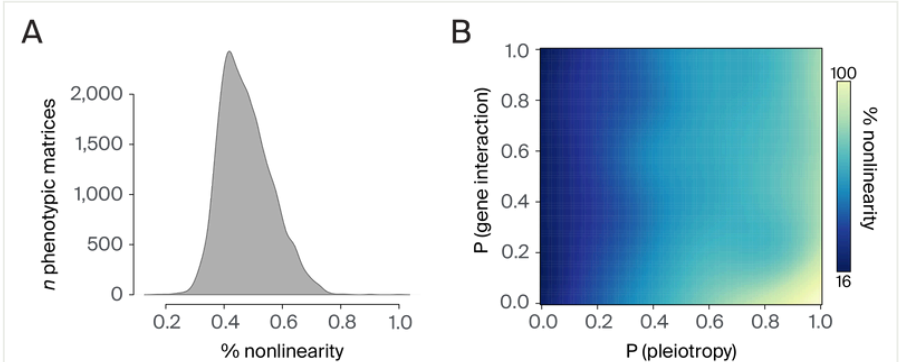 A
n phenotypic matrices
2,000
1,500
1,000
500
0
0.2 0.4 0.6 0.8 1.0
% nonlinearity
B
P (gene interaction)
1.0
0.8
0.6
0.4
0.2
0.0
0.0 0.2 0.4 0.6 0.8 1.0
P (pleiotropy)
100
% nonlinearity
16